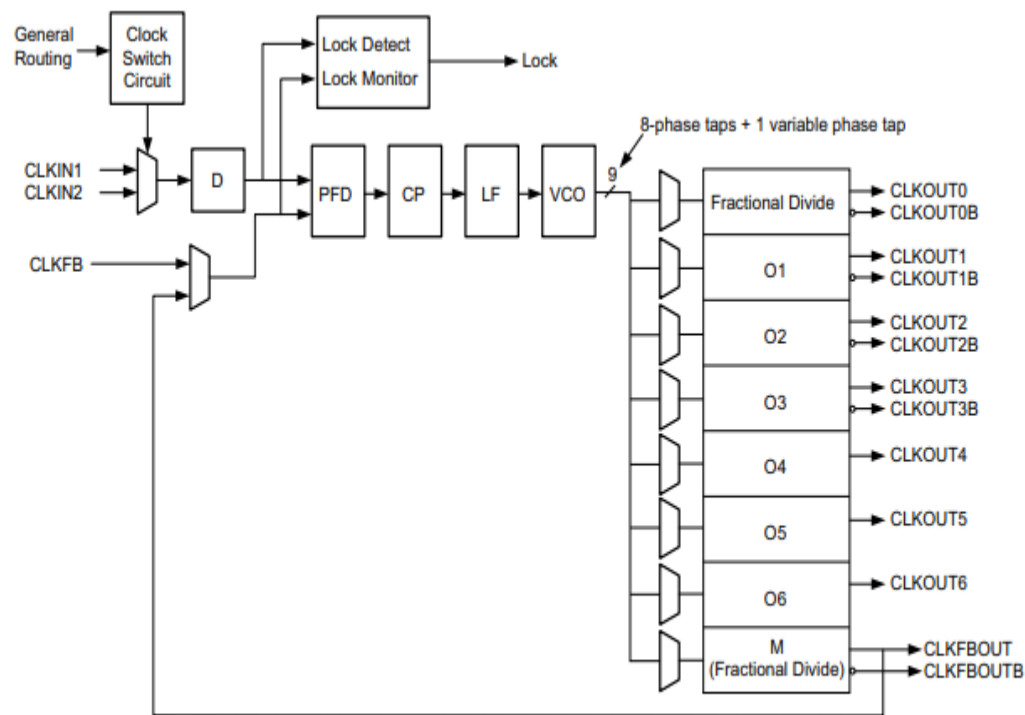 General
Routing
Clock
Switch
Circuit
Lock Detect
Lock Monitor
Lock
8-phase taps + 1 variable phase tap
CLKIN1
CLKIN2
D
PFD
CP
LF
VCO
9
Fractional Divide
CLKOUT0
CLKOUT0B
CLKFB
O1
CLKOUT1
CLKOUT1B
O2
CLKOUT2
CLKOUT2B
O3
CLKOUT3
CLKOUT3B
O4
CLKOUT4
O5
CLKOUT5
O6
CLKOUT6
M
(Fractional Divide)
CLKFBOUT
CLKFBOUTB